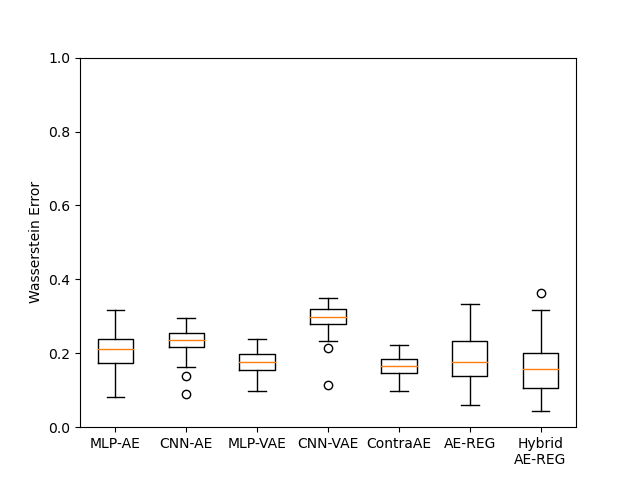 1.0
0.8
0.6
0.4
0.2
0.0
Wasserstein Error
MLP-AE CNN-AE MLP-VAE CNN-VAE ContraAE AE-REG Hybrid
AE-REG